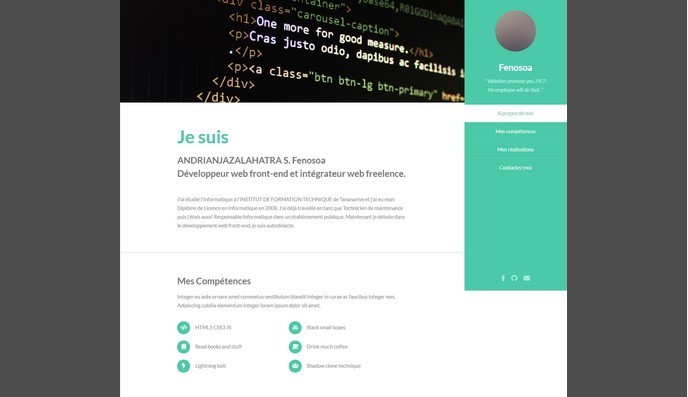 div class="container">
<h1>One more for good measure.</h1>
<p>Cras justo odio, dapibus ac facilisis i
.</p>
<p><a class="btn btn-lg btn-primary" href=
</div>
</div>
Je suis
ANDRIANJAZALAHATRA S. Fenosoa
Développeur web front-end et intégrateur web freelence.
J'ai étudié l'Informatique à l'INSTITUT DE FORMATION TECHNIQUE de Tananarive et j'ai eu mon
Diplôme de Licence en Informatique en 2008. J'ai déjà travaillé en tant que Technicien de maintenance
puis j'étais aussi Responsable Informatique dans un établissement publique. Maintenant je débute dans
le développement web front-end, je suis autodidacte.
Mes Compétences
Integer eu ante ornare amet commetus vestibulum blandit integer in curae ac faucibus integer non.
Adipiscing cubilia elementum integer lorem ipsum dolor sit amet.
HTML5 CSS3 JS
Stack small boxes
Read books and stuff
Drink much coffee
Lightning bolt
Shadow clone technique
Fenosoa
" Websites promote you 24/7:
No employee will do that. "
A propos de moi
Mes compétences
Mes réalisations
Contactez moi